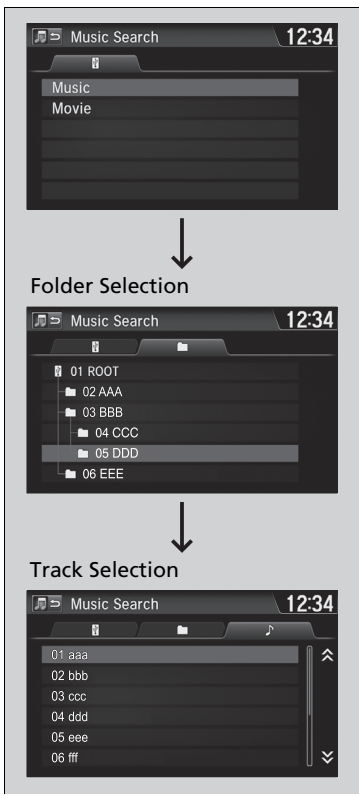 Music Search 12:34
Music
Movie
Folder Selection
Music Search 12:34
01 ROOT
02 AAA
03 BBB
04 CCC
05 DDD
06 EEE
Track Selection
Music Search 12:34
01 aaa
02 bbb
03 ccc
04 ddd
05 eee
06 fff